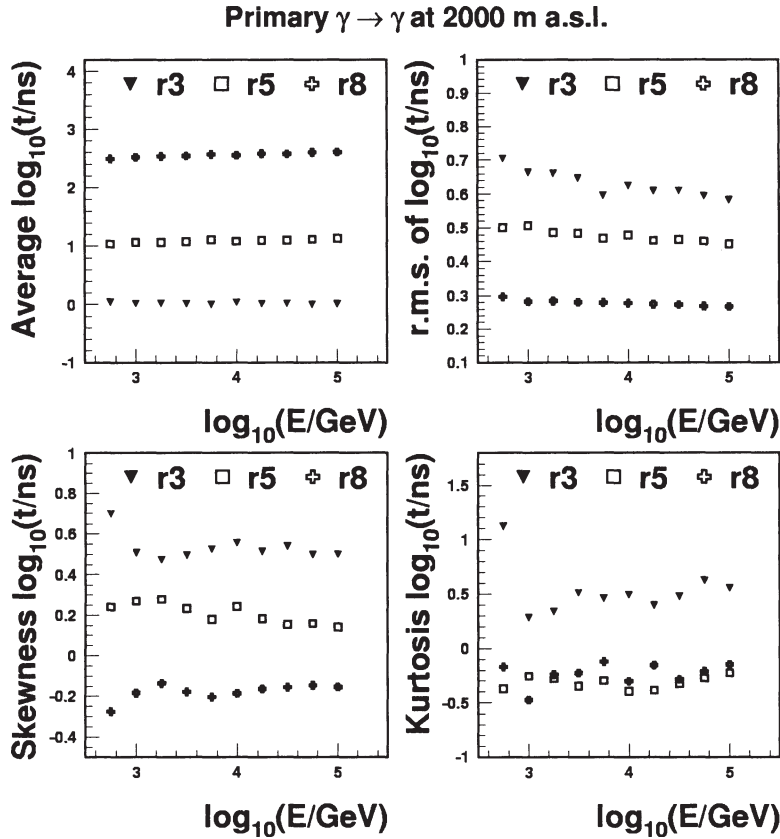 Primary γ → γ at 2000 m a.s.l.
Average log10(t/ns)
4
3
2
1
0
-1
r3 r5 r8
3 4 5
log10(E/GeV)
r.m.s. of log10(t/ns)
1
0.9
0.8
0.7
0.6
0.5
0.4
0.3
0.2
0.1
r3 r5 r8
3 4 5
log10(E/GeV)
Skewness log10(t/ns)
1
0.8
0.6
0.4
0.2
0
-0.2
-0.4
r3 r5 r8
3 4 5
log10(E/GeV)
Kurtosis log10(t/ns)
1.5
1
0.5
0
-0.5
-1
r3 r5 r8
3 4 5
log10(E/GeV)